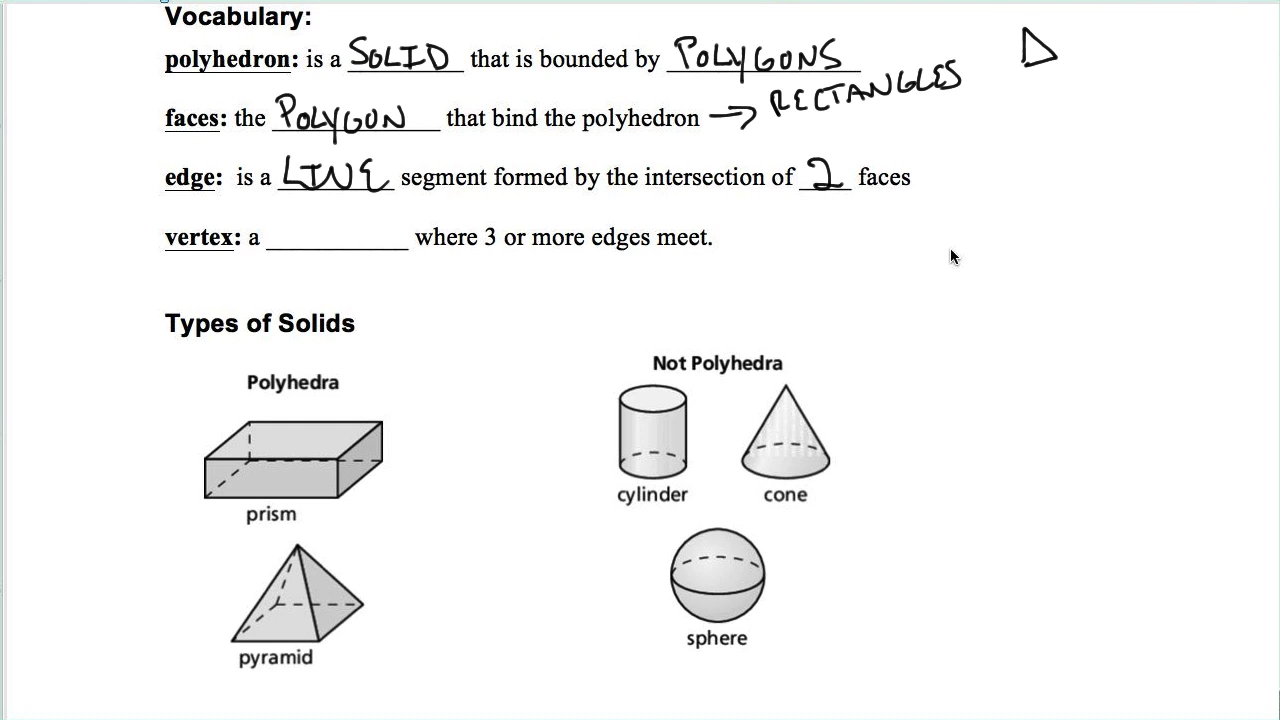 Vocabulary:
polyhedron: is a SOLID that is bounded by POLYGONS
faces: the POLYGON that bind the polyhedron → RECTANGLES
edge: is a LINE segment formed by the intersection of 2 faces
vertex: a __________ where 3 or more edges meet.
Types of Solids
Polyhedra
Not Polyhedra
prism
cylinder
cone
pyramid
sphere